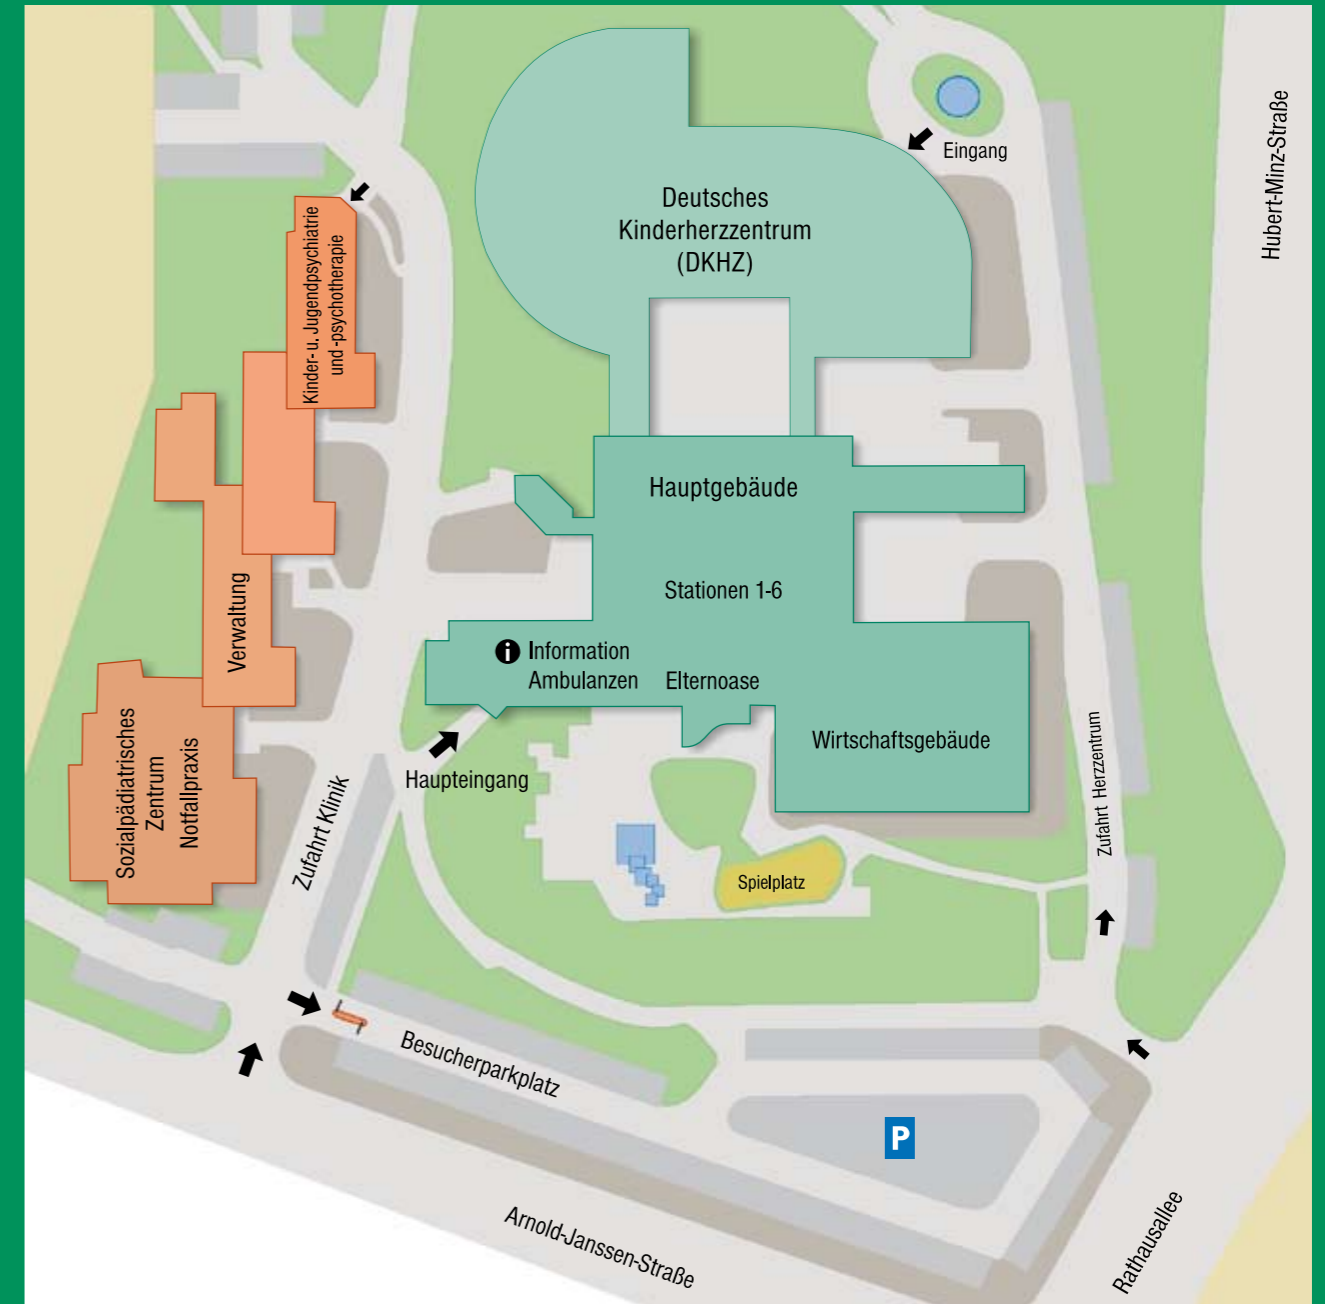 Hubert-Minz-Straße
Eingang
Deutsches
Kinderherzzentrum
(DKHZ)
Kinder- u. Jugendpsychiatrie
und -psychotherapie
Hauptgebäude
Stationen 1-6
Verwaltung
i Information
Ambulanzen
Elternoase
Wirtschaftsgebäude
Sozialpädiatrisches
Zentrum
Notfallpraxis
Haupteingang
Zufahrt Klinik
Zufahrt Herzzentrum
Spielplatz
Besucherparkplatz
P
Arnold-Janssen-Straße
Rathausallee